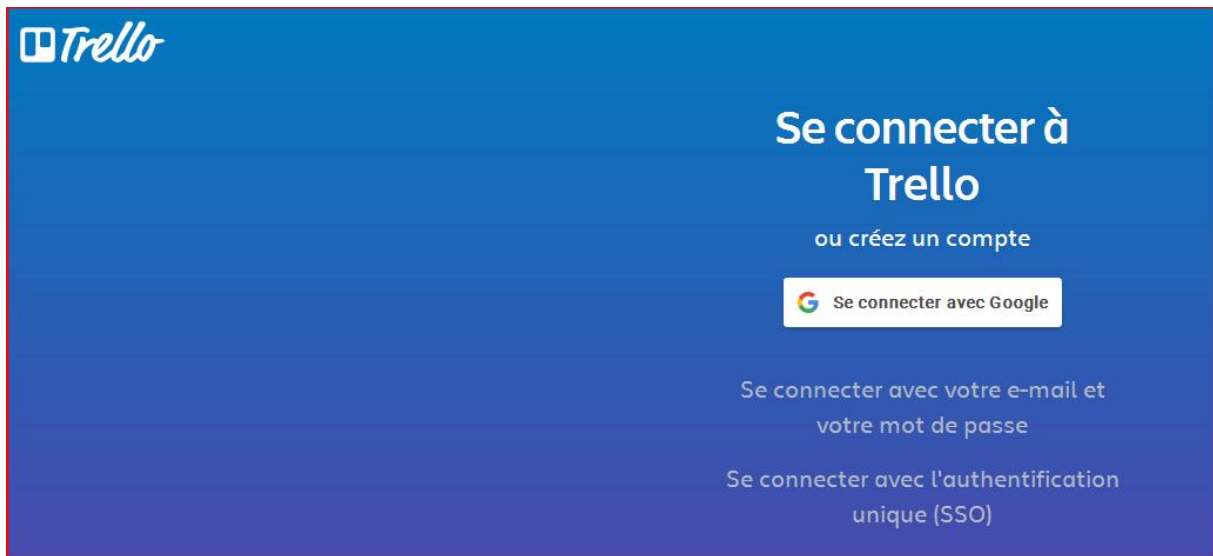 Trello
Se connecter à
Trello
ou créez un compte
Se connecter avec Google
Se connecter avec votre e-mail et
votre mot de passe
Se connecter avec l'authentification
unique (SSO)